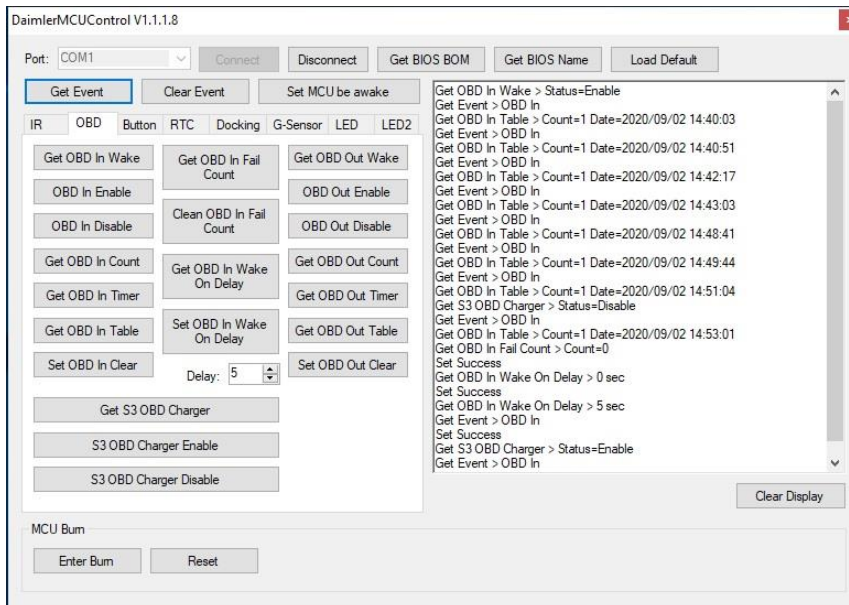 DaimlerMCUControl V1.1.1.8
Port: COM1 Connect Disconnect Get BIOS BOM Get BIOS Name Load Default
Get Event Clear Event Set MCU be awake
IR OBD Button RTC Docking G-Sensor LED LED2
Get OBD In Wake
OBD In Enable
OBD In Disable
Get OBD In Count
Get OBD In Timer
Get OBD In Table
Set OBD In Clear
Get OBD In Fail
Count
Clean OBD In Fail
Count
Get OBD In Wake
On Delay
Set OBD In Wake
On Delay
Delay: 5
Get OBD Out Wake
OBD Out Enable
OBD Out Disable
Get OBD Out Count
Get OBD Out Timer
Get OBD Out Table
Set OBD Out Clear
Get S3 OBD Charger
S3 OBD Charger Enable
S3 OBD Charger Disable
Get OBD In Wake > Status=Enable
Get Event > OBD In
Get OBD In Table > Count=1 Date=2020/09/02 14:40:03
Get Event > OBD In
Get OBD In Table > Count=1 Date=2020/09/02 14:40:51
Get Event > OBD In
Get OBD In Table > Count=1 Date=2020/09/02 14:42:17
Get Event > OBD In
Get OBD In Table > Count=1 Date=2020/09/02 14:43:03
Get Event > OBD In
Get OBD In Table > Count=1 Date=2020/09/02 14:48:41
Get Event > OBD In
Get OBD In Table > Count=1 Date=2020/09/02 14:49:44
Get Event > OBD In
Get OBD In Table > Count=1 Date=2020/09/02 14:51:04
Get S3 OBD Charger > Status=Disable
Get Event > OBD In
Get OBD In Table > Count=1 Date=2020/09/02 14:53:01
Get OBD In Fail Count > Count=0
Set Success
Get OBD In Wake On Delay > 0 sec
Set Success
Get OBD In Wake On Delay > 5 sec
Get Event > OBD In
Set Success
Get S3 OBD Charger > Status=Enable
Get Event > OBD In
Clear Display
MCU Burn
Enter Burn Reset